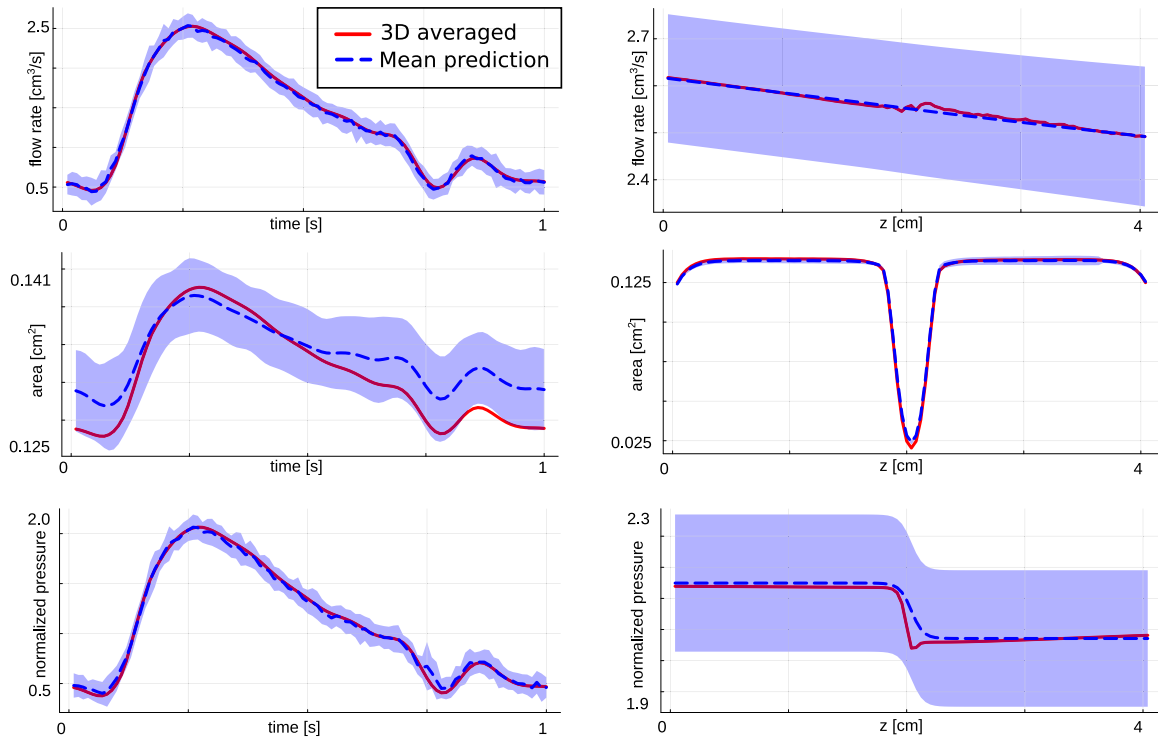 2.5
0.5
flow rate [cm³/s]
0
time [s]
1
3D averaged
Mean prediction
2.7
2.4
flow rate [cm³/s]
0
z [cm]
4
0.141
0.125
area [cm²]
0
time [s]
1
0.125
0.025
area [cm²]
0
z [cm]
4
2.0
0.5
normalized pressure
0
time [s]
1
2.3
1.9
normalized pressure
0
z [cm]
4